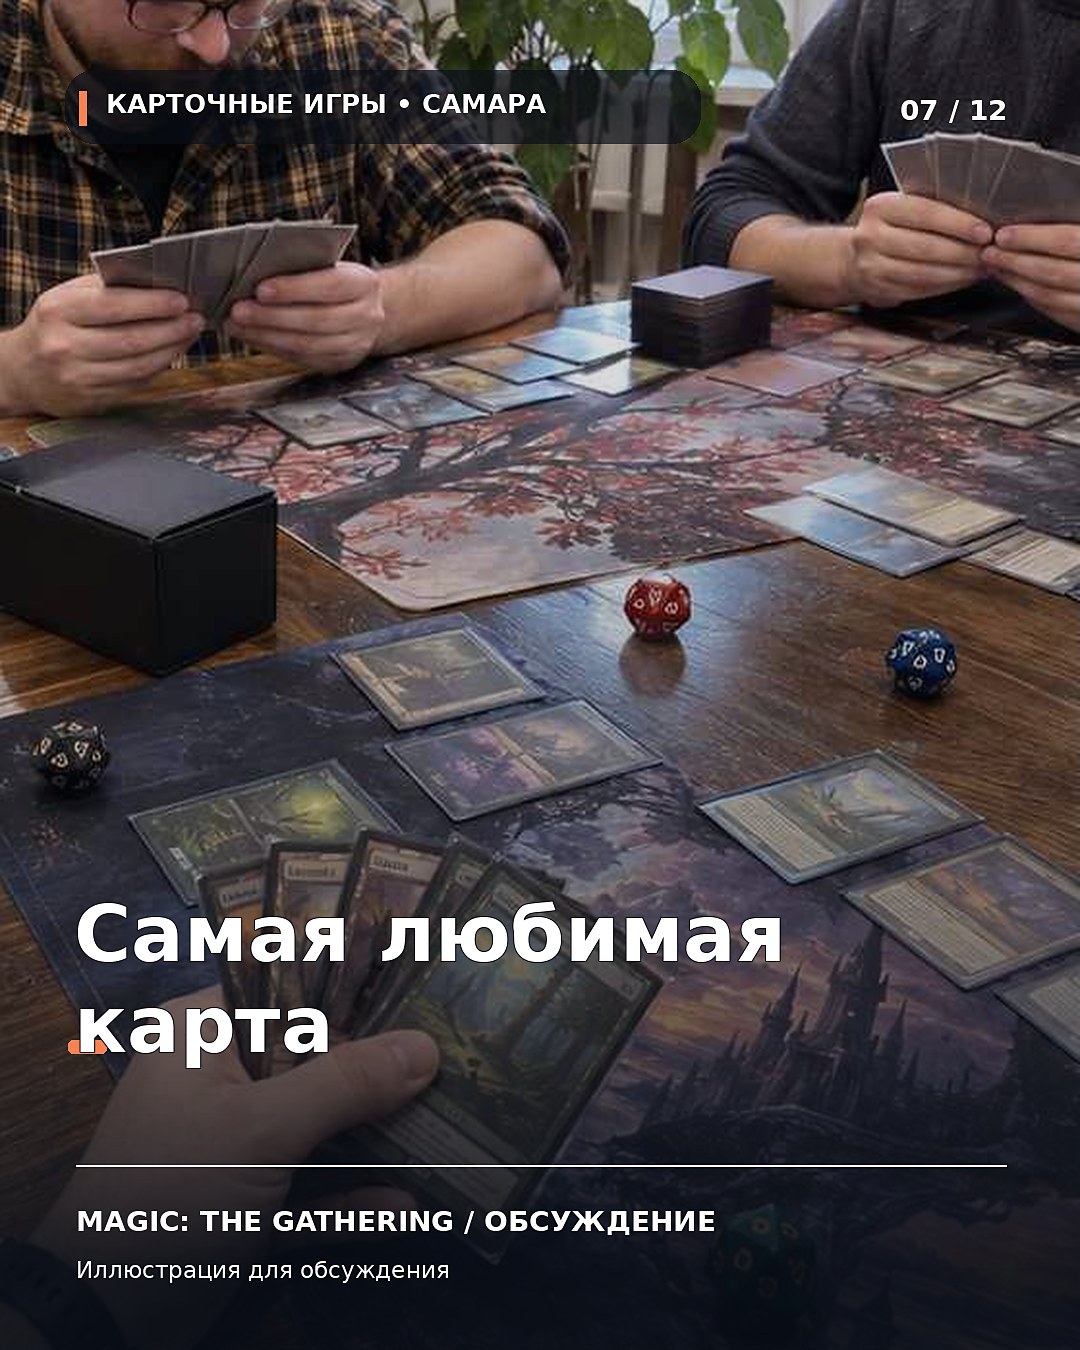 КАРТОЧНЫЕ ИГРЫ • САМАРА
07 / 12
Самая любимая
карта
MAGIC: THE GATHERING / ОБСУЖДЕНИЕ
Иллюстрация для обсуждения